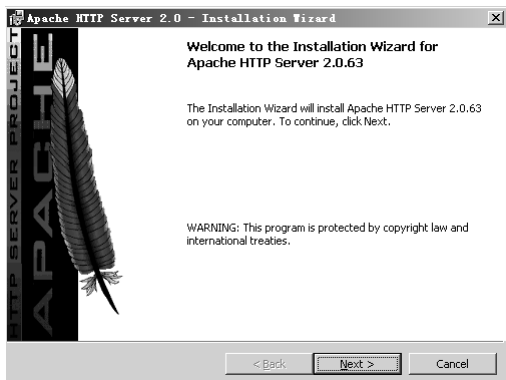 Apache HTTP Server 2.0 - Installation Wizard
HTTP SERVER PROJECT
APACHE
Welcome to the Installation Wizard for
Apache HTTP Server 2.0.63
The Installation Wizard will install Apache HTTP Server 2.0.63
on your computer. To continue, click Next.
WARNING: This program is protected by copyright law and
international treaties.
< Back
Next >
Cancel